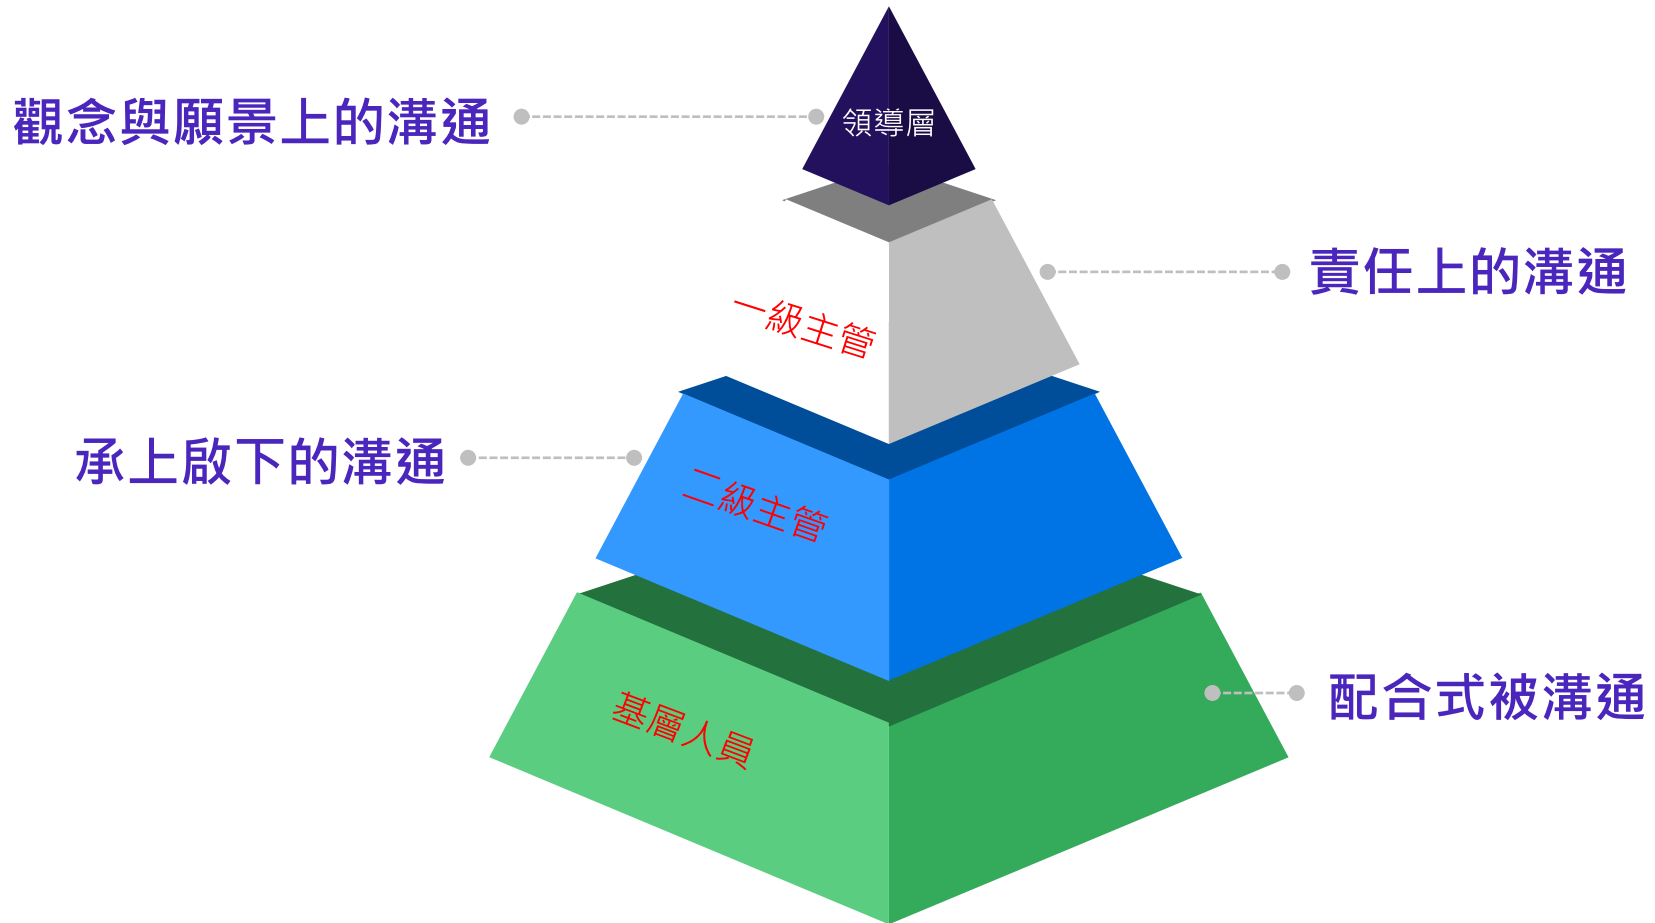 觀念與願景上的溝通
領導層
責任上的溝通
一級主管
承上啟下的溝通
二級主管
配合式被溝通
基層人員